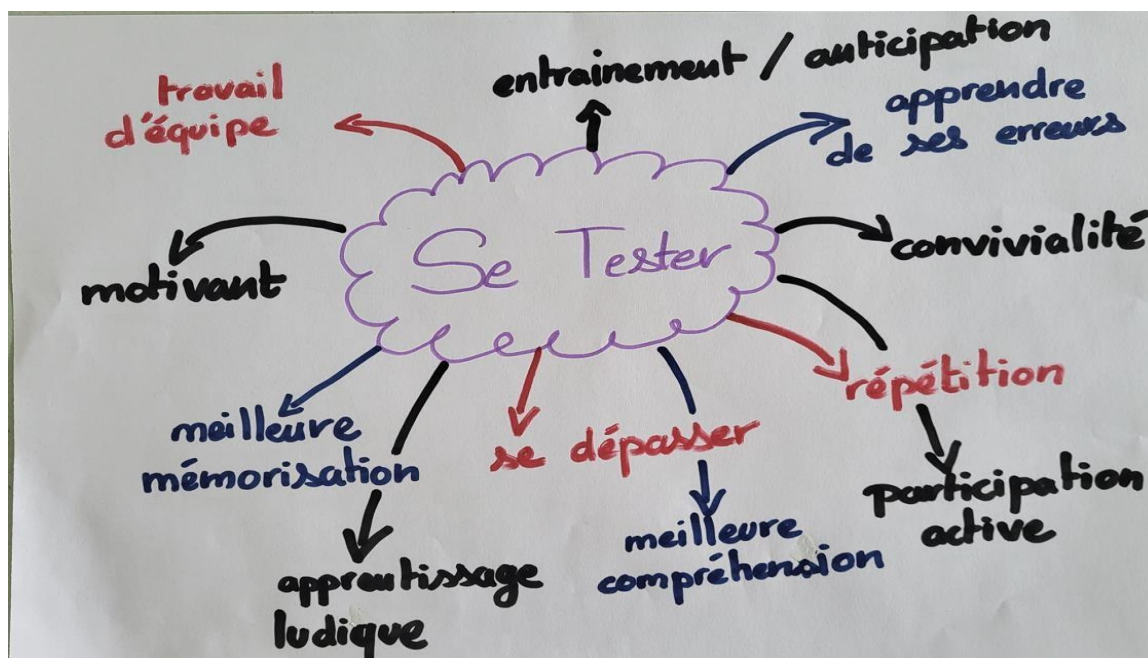 entrainement / anticipation
travail
d'équipe
apprendre
de ses erreurs
Se Tester
convivialité
motivant
répétition
meilleure
mémorisation
se dépasser
participation
active
meilleure
compréhension
apprentissage
ludique